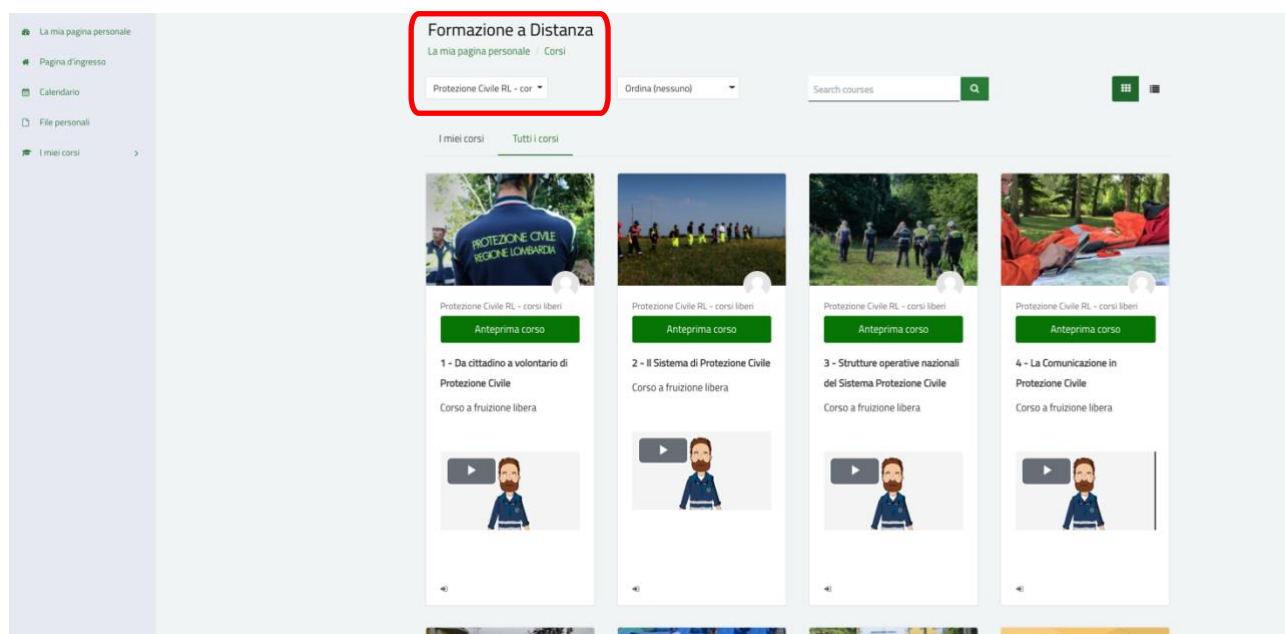 La mia pagina personale
Pagina d'ingresso
Calendario
File personali
I miei corsi
Formazione a Distanza
La mia pagina personale / Corsi
Protezione Civile RL - cor
Ordina (nessuno)
Search courses
I miei corsi
Tutti i corsi
PROTEZIONE CIVILE
REGIONE LOMBARDIA
Protezione Civile RL - corsi liberi
Anteprima corso
1 - Da cittadino a volontario di
Protezione Civile
Corso a fruizione libera
Protezione Civile RL - corsi liberi
Anteprima corso
2 - Il Sistema di Protezione Civile
Corso a fruizione libera
Protezione Civile RL - corsi liberi
Anteprima corso
3 - Strutture operative nazionali
del Sistema Protezione Civile
Corso a fruizione libera
Protezione Civile RL - corsi liberi
Anteprima corso
4 - La Comunicazione in
Protezione Civile
Corso a fruizione libera